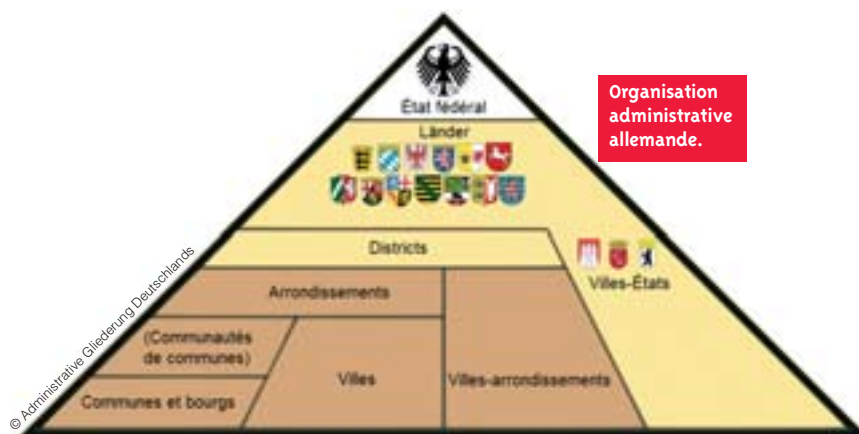 État fédéral
Länder
Organisation
administrative
allemande.
Districts
Villes-États
Arrondissements
(Communautés
de communes)
Villes
Villes-arrondissements
Communes et bourgs
© Administrative Gliederung Deutschlands